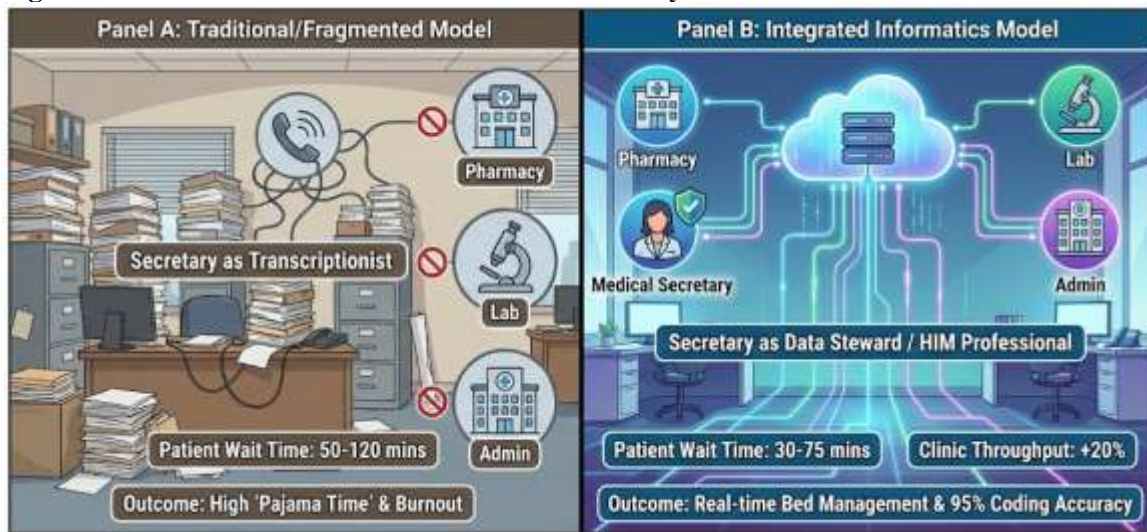 Panel A: Traditional/Fragmented Model
Pharmacy
Secretary as Transcriptionist
Lab
Admin
Patient Wait Time: 50-120 mins
Outcome: High 'Pajama Time' & Burnout
Panel B: Integrated Informatics Model
Pharmacy
Lab
Medical Secretary
Admin
Secretary as Data Steward / HIM Professional
Patient Wait Time: 30-75 mins
Clinic Throughput: +20%
Outcome: Real-time Bed Management & 95% Coding Accuracy